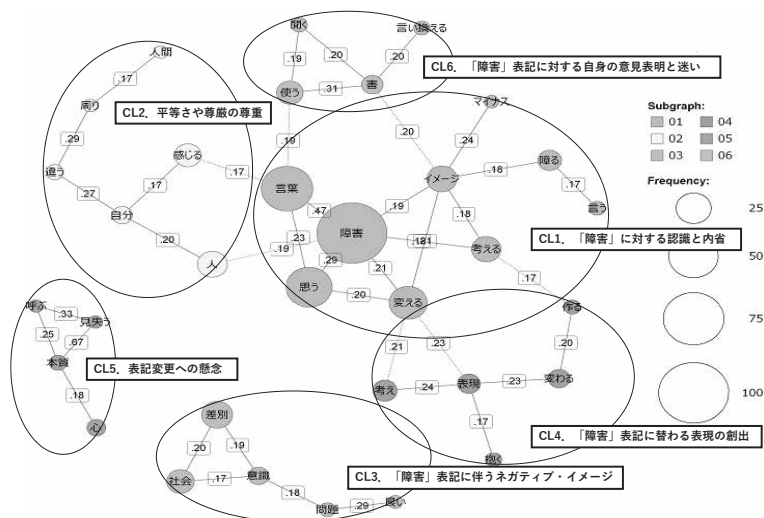 聞く
言い換える
.19
.20
.20
使う
.31
害
CL6．「障害」表記に対する自身の意見表明と迷い
人間
.17
周り
CL2．平等さや尊厳の尊重
.29
感じる
違う
.17
.27
自分
.17
.20
人
.19
.20
マイナス
.24
イメージ
.18
障る
.17
言う
言葉
.47
.19
.18
障害
考える
.23
.29
.19
.21
思う
.20
変える
.17
CL1．「障害」に対する認識と内省
Subgraph:
01
04
02
05
03
06
Frequency:
25
50
75
100
呼ぶ
.33
見失う
.25
.67
本質
.18
心
CL5．表記変更への懸念
作る
.21
.23
.20
考え
.24
表現
.23
変わる
.17
抱く
CL4．「障害」表記に替わる表現の創出
差別
.20
.19
社会
.17
意識
.18
問題
.29
良い
CL3．「障害」表記に伴うネガティブ・イメージ